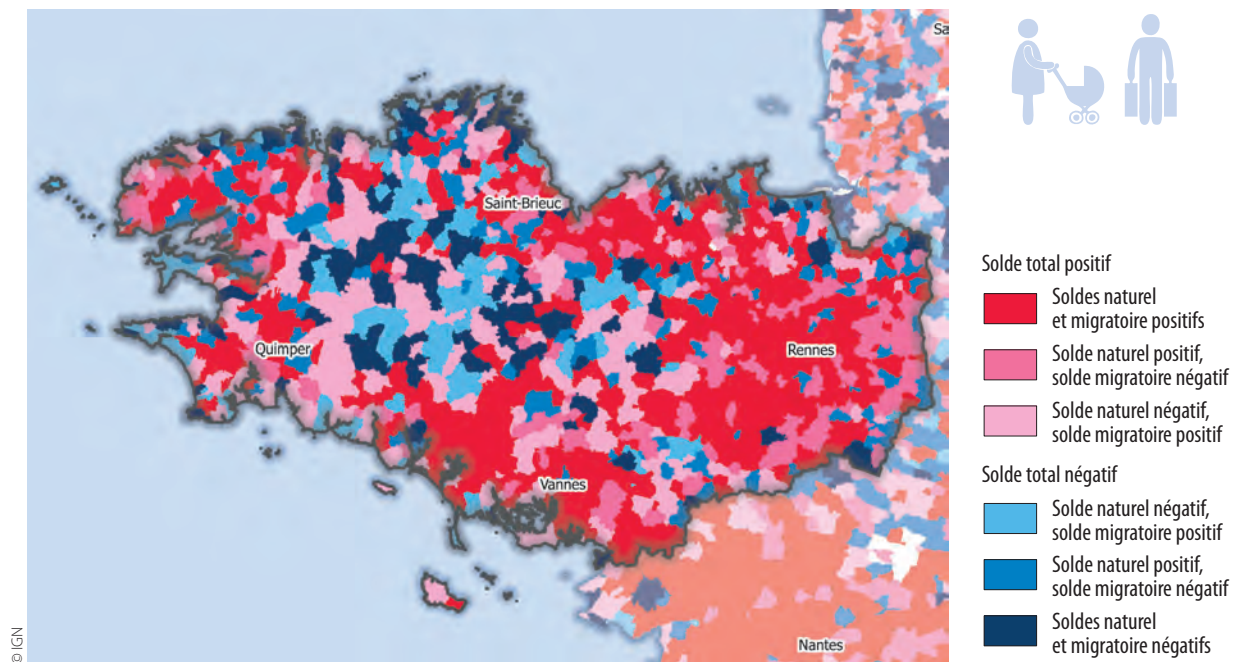 Sa
Saint-Brieuc
Quimper
Rennes
Vannes
Nantes
© IGN
Solde total positif
Soldes naturel
et migratoire positifs
Solde naturel positif,
solde migratoire négatif
Solde naturel négatif,
solde migratoire positif
Solde total négatif
Solde naturel négatif,
solde migratoire positif
Solde naturel positif,
solde migratoire négatif
Soldes naturel
et migratoire négatifs